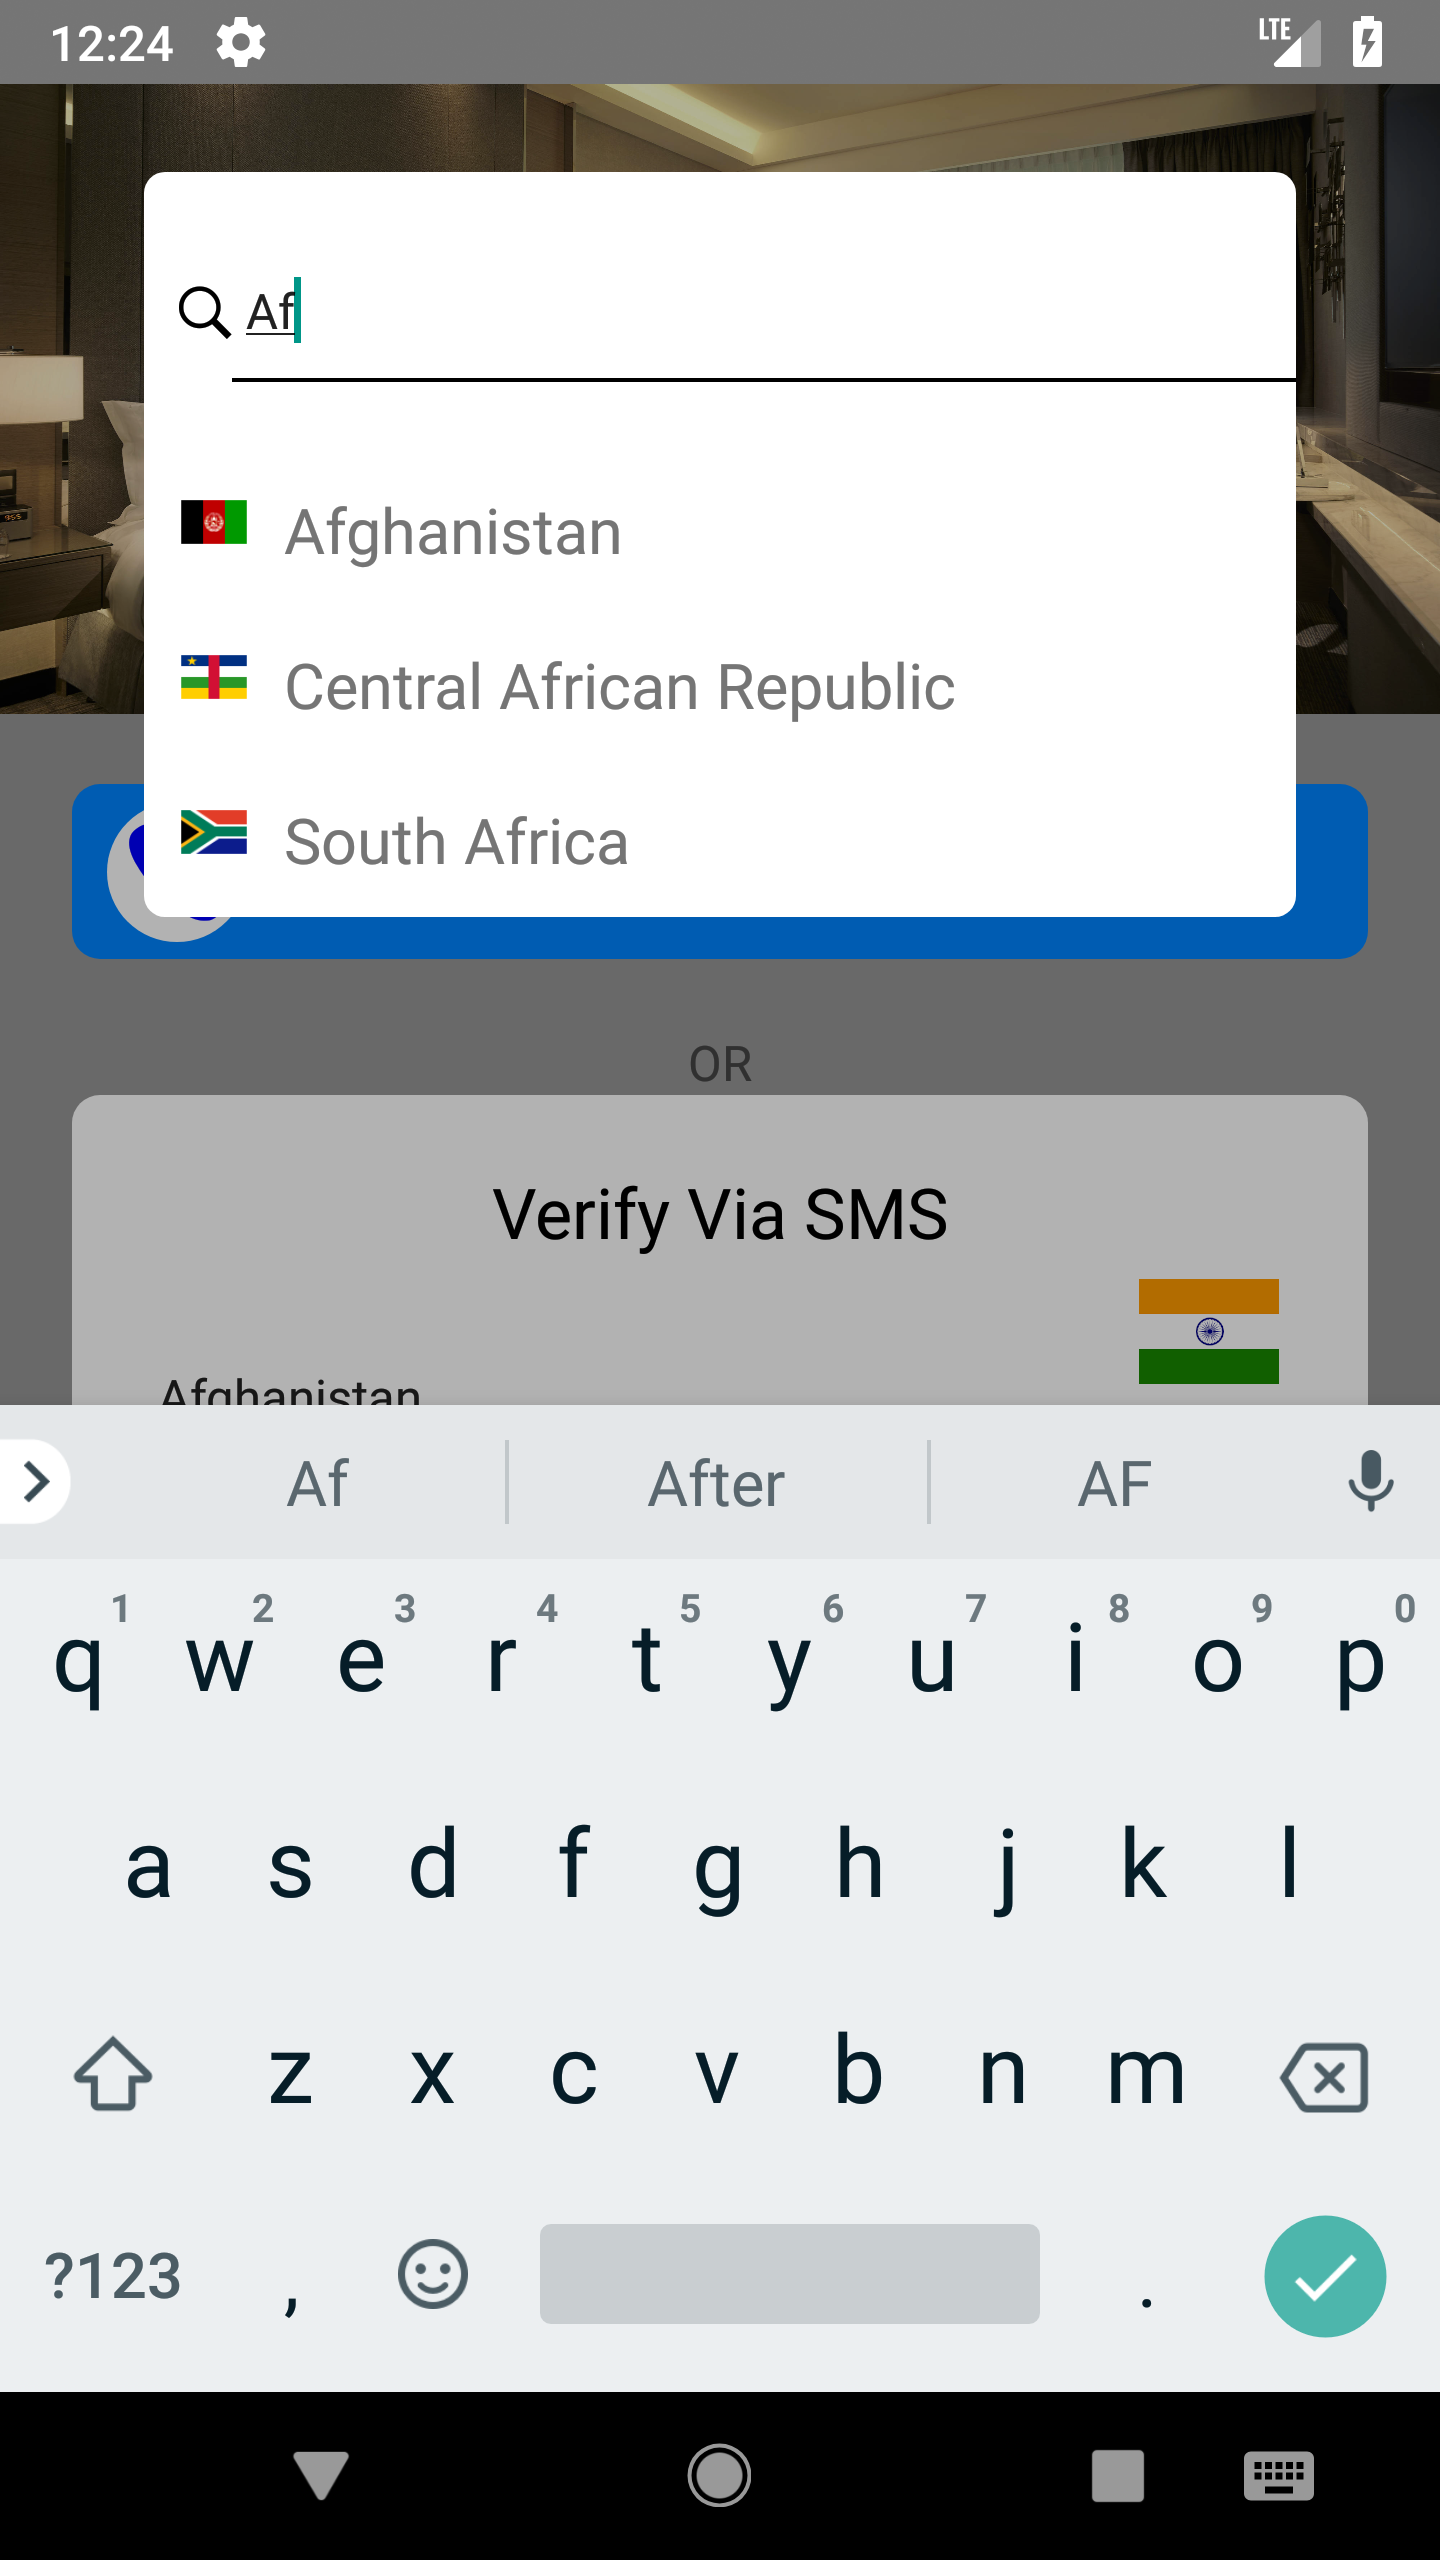 12:24
LTE
Af
Afghanistan
Central African Republic
South Africa
OR
Verify Via SMS
Afghanistan
Af After AF
1 2 3 4 5 6 7 8 9 0
q w e r t y u i o p
a s d f g h j k l
z x c v b n m
?123 , .